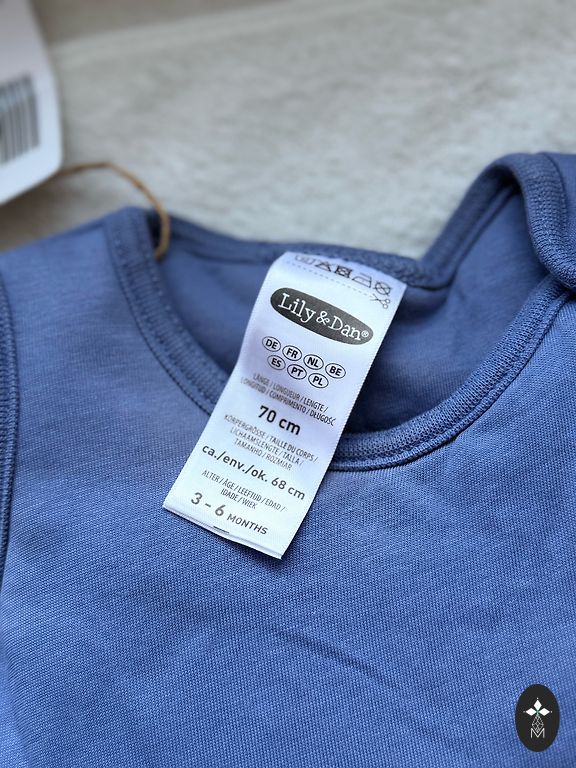 Lily & Dan®
DE FR NL BE
ES PT PL
LÄNGE / LONGUEUR / LENGTE /
LONGITUD / COMPRIMENTO / DŁUGOŚĆ
70 cm
KÖRPERGRÖSSE / TAILLE DU CORPS /
LICHAAMSLENGTE / TALLA /
TAMANHO / ROZMIAR
ca./env./ok. 68 cm
ALTER / ÂGE / LEEFTIJD / EDAD /
IDADE / WIEK
3 - 6 MONTHS
M